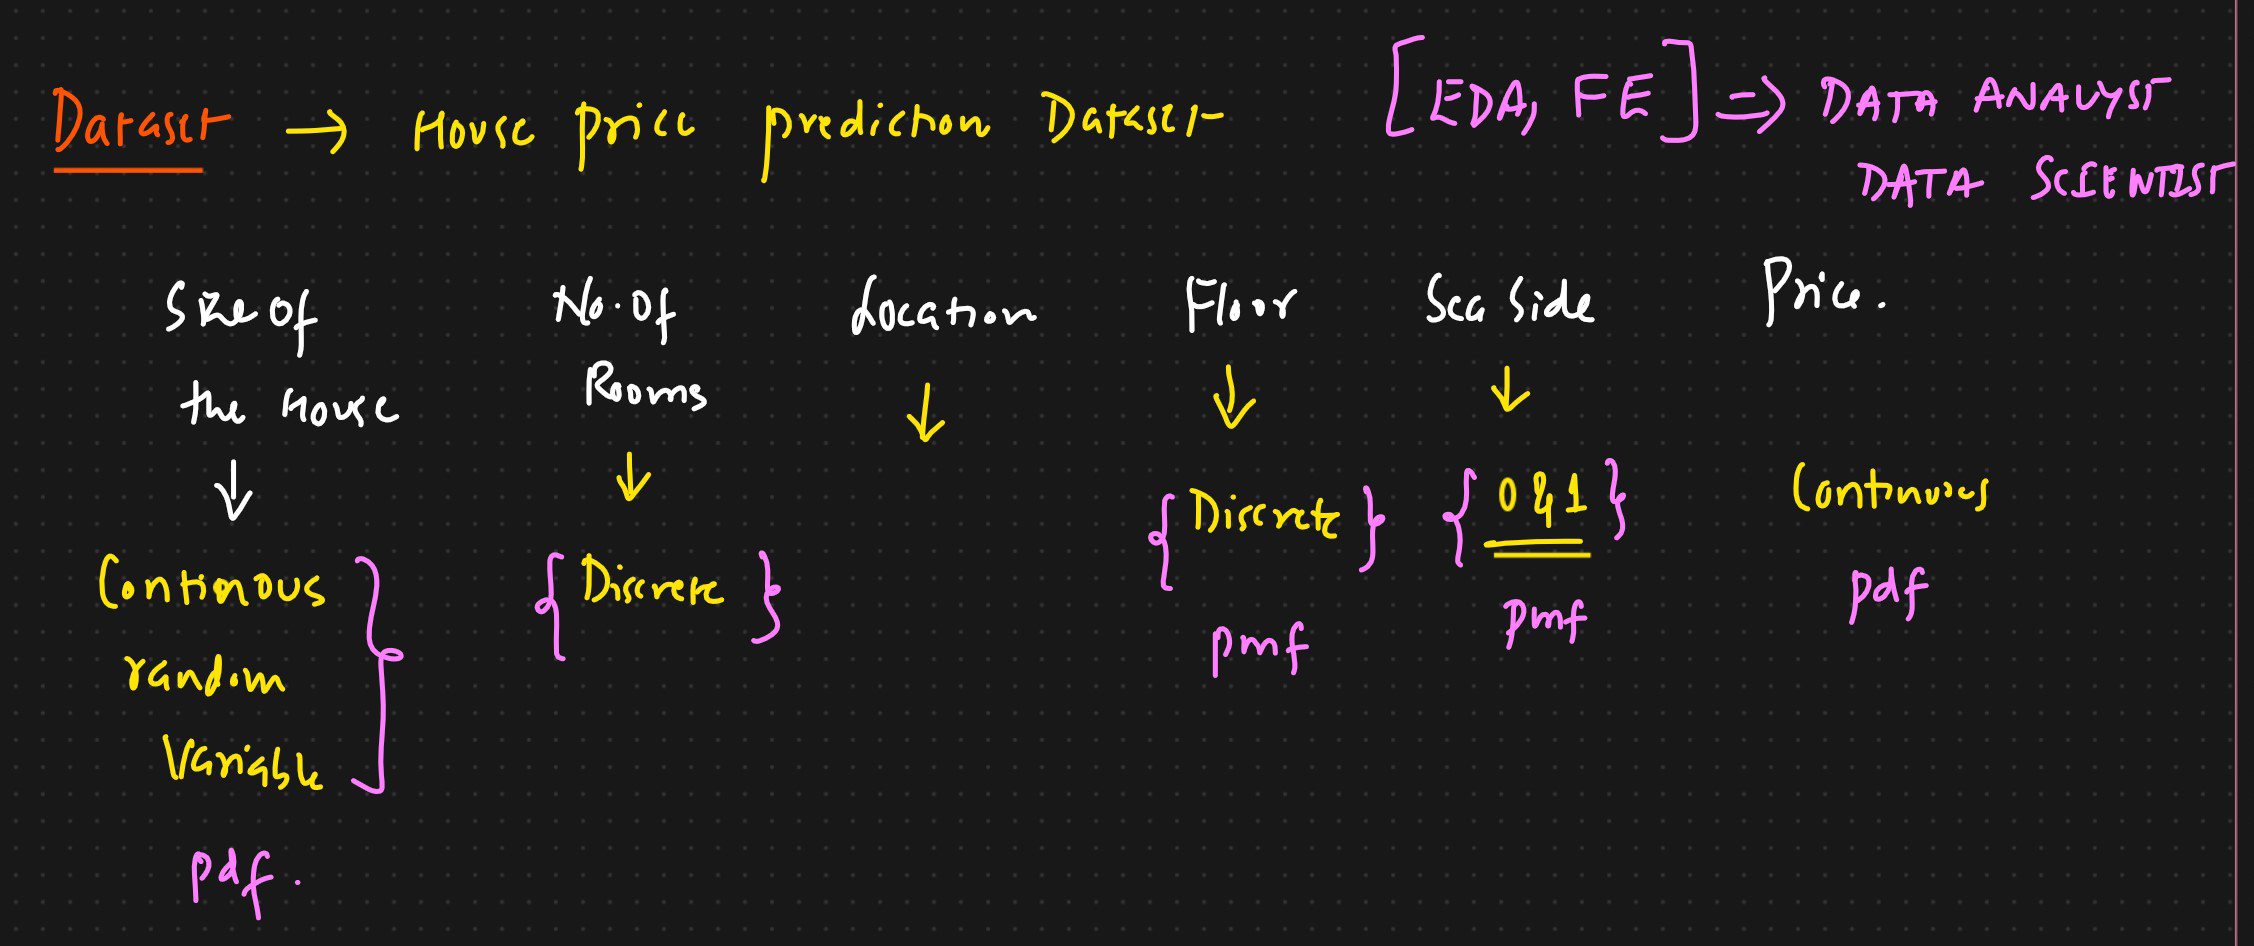 Dataset → House price prediction Dataset [EDA, FE] ⇒ DATA ANALYST
DATA SCIENTIST
Size of No. of Location Floor Sea Side Price.
the House Rooms ↓ ↓ ↓
↓ ↓
Continous { Discrete } { Discrete } { 0 & 1 } Continuous
random pmf pmf pdf
Variable
pdf.